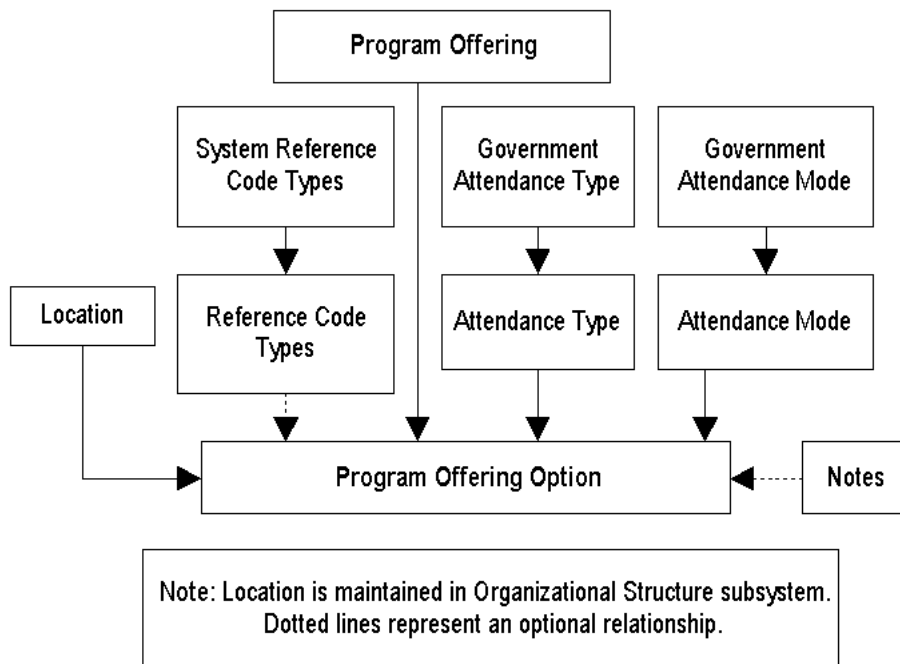 Program Offering
System Reference
Code Types
Government
Attendance Type
Government
Attendance Mode
Location
Reference Code
Types
Attendance Type
Attendance Mode
Program Offering Option
Notes
Note: Location is maintained in Organizational Structure subsystem.
Dotted lines represent an optional relationship.